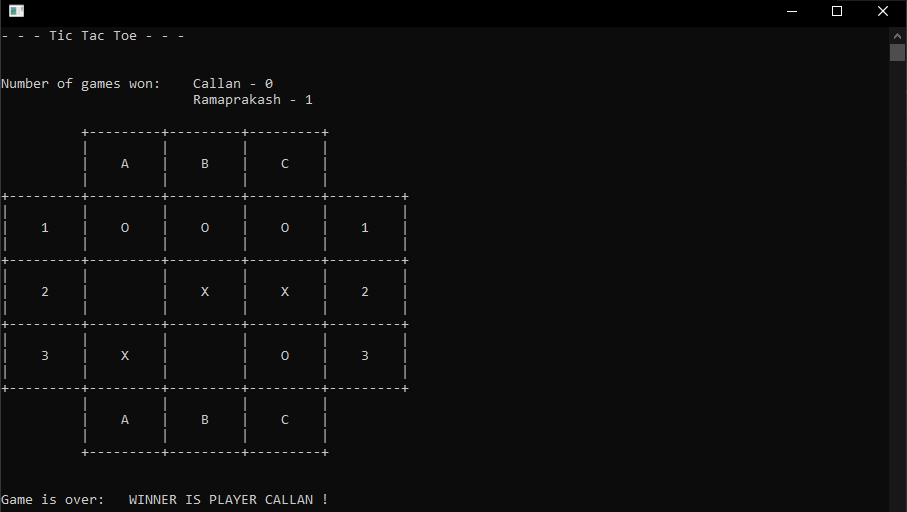 - - - Tic Tac Toe - - -
Number of games won:    Callan - 0
Ramaprakash - 1
A B C
1 O O O 1
2 X X 2
3 X O 3
A B C
Game is over:   WINNER IS PLAYER CALLAN !